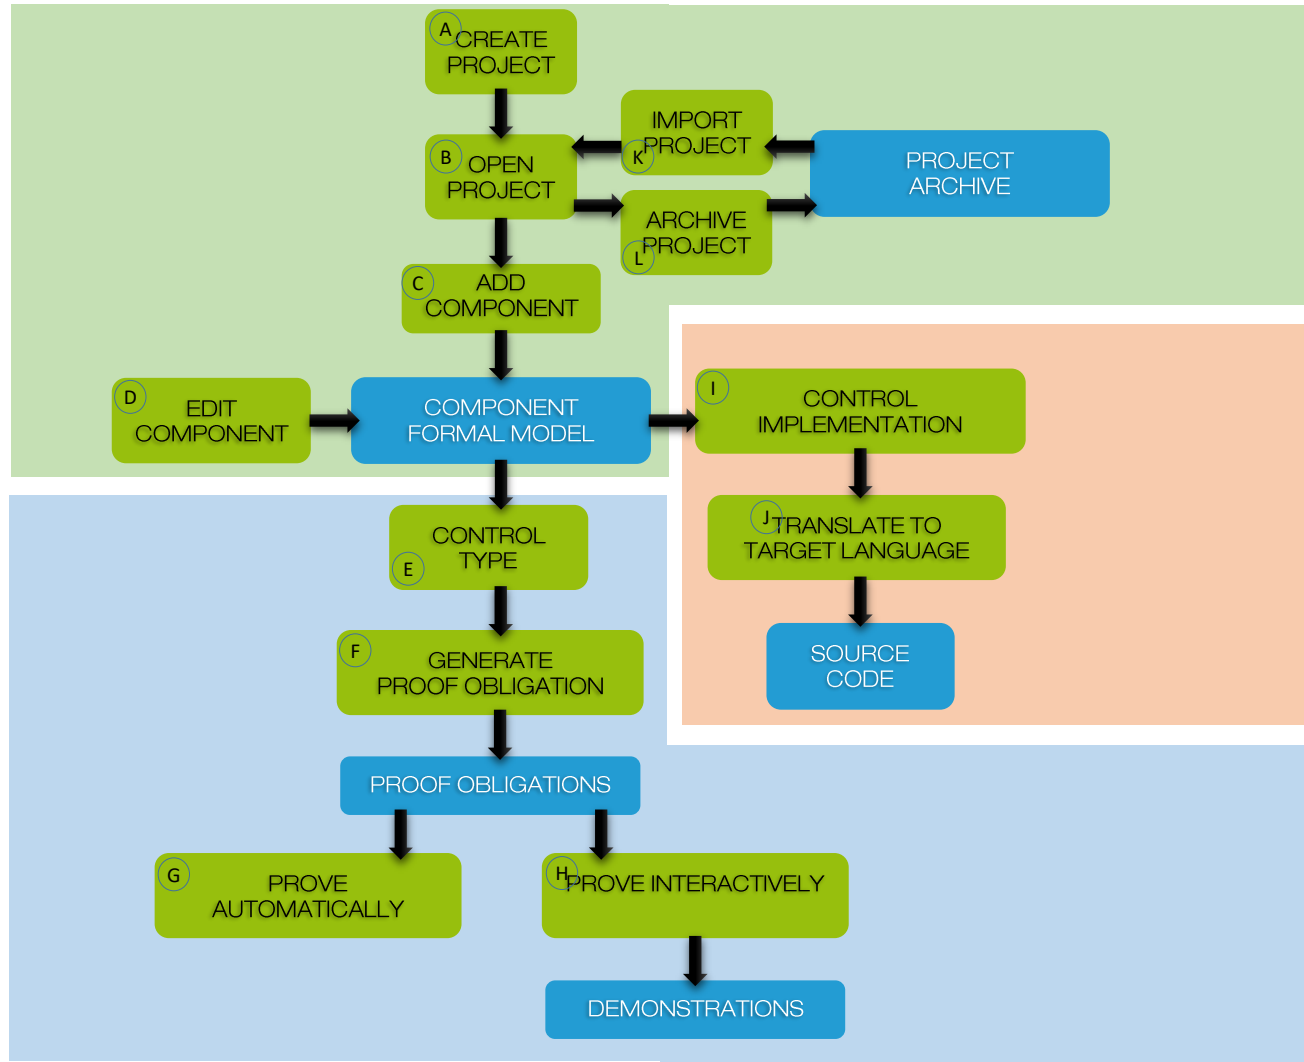 A
CREATE
PROJECT
IMPORT
PROJECT
K
B
OPEN
PROJECT
PROJECT
ARCHIVE
ARCHIVE
PROJECT
L
C
ADD
COMPONENT
D
EDIT
COMPONENT
COMPONENT
FORMAL MODEL
I
CONTROL
IMPLEMENTATION
J
TRANSLATE TO
TARGET LANGUAGE
SOURCE
CODE
CONTROL
TYPE
E
F
GENERATE
PROOF OBLIGATION
PROOF OBLIGATIONS
G
PROVE
AUTOMATICALLY
H
PROVE INTERACTIVELY
DEMONSTRATIONS